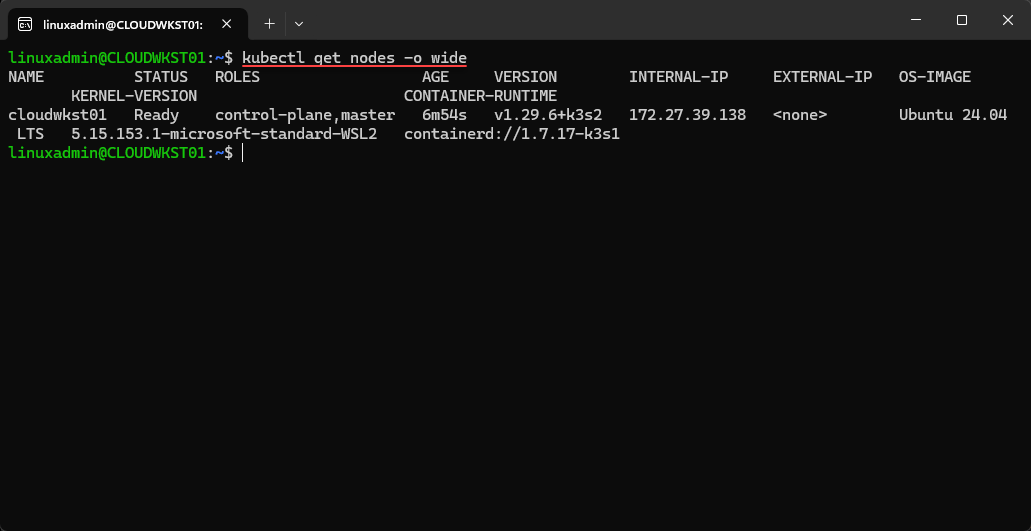 linuxadmin@CLOUDWKST01:
linuxadmin@CLOUDWKST01:~$ kubectl get nodes -o wide
NAME          STATUS   ROLES                  AGE     VERSION        INTERNAL-IP     EXTERNAL-IP   OS-IMAGE
       KERNEL-VERSION                       CONTAINER-RUNTIME
cloudwkst01   Ready    control-plane,master   6m54s   v1.29.6+k3s2   172.27.39.138   <none>        Ubuntu 24.04
 LTS   5.15.153.1-microsoft-standard-WSL2   containerd://1.7.17-k3s1
linuxadmin@CLOUDWKST01:~$